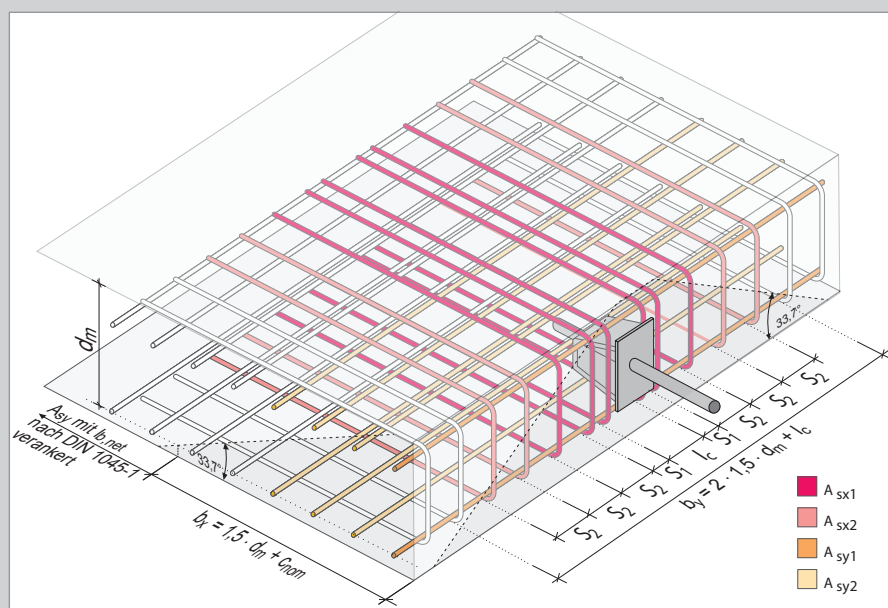 dm
Asy mit lb,net
nach DIN 1045-1
verankert
33,7°
bx = 1,5 · dm + cnom
33,7°
S2
S2
S2
S1
lc
S1
S2
S2
S2
by = 2 · 1,5 · dm + lc
A sx1
A sx2
A sy1
A sy2